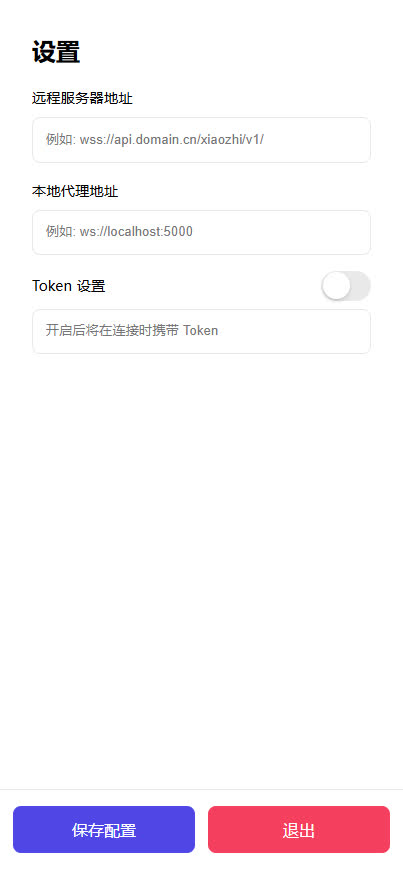 设置
远程服务器地址
例如: wss://api.domain.cn/xiaozhi/v1/
本地代理地址
例如: ws://localhost:5000
Token 设置
开启后将在连接时携带 Token
保存配置
退出